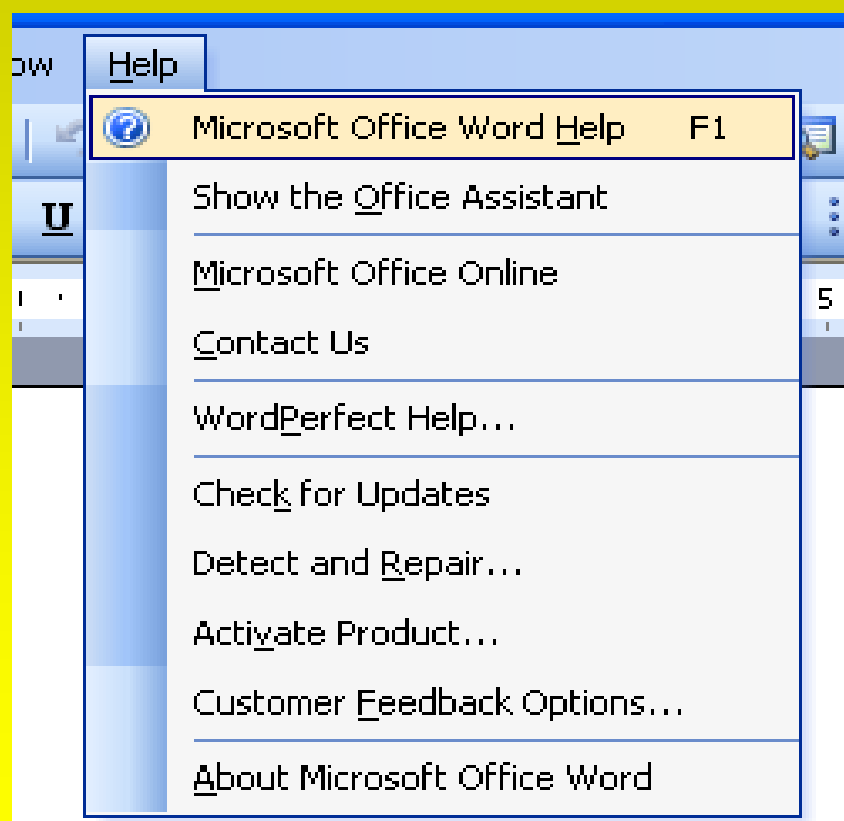 ow Help
Microsoft Office Word Help F1
Show the Office Assistant
U
Microsoft Office Online
5
Contact Us
WordPerfect Help...
Check for Updates
Detect and Repair...
Activate Product...
Customer Feedback Options...
About Microsoft Office Word